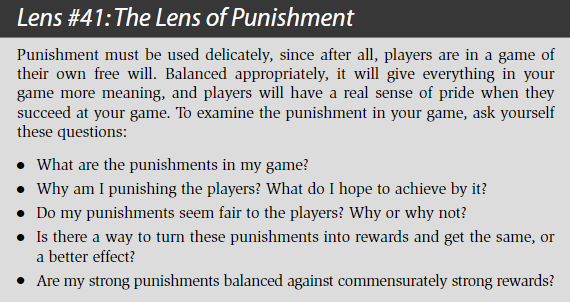 Lens #41: The Lens of Punishment
Punishment must be used delicately, since after all, players are in a game of
their own free will. Balanced appropriately, it will give everything in your
game more meaning, and players will have a real sense of pride when they
succeed at your game. To examine the punishment in your game, ask yourself
these questions:
● What are the punishments in my game?
● Why am I punishing the players? What do I hope to achieve by it?
● Do my punishments seem fair to the players? Why or why not?
● Is there a way to turn these punishments into rewards and get the same, or
a better effect?
● Are my strong punishments balanced against commensurately strong rewards?